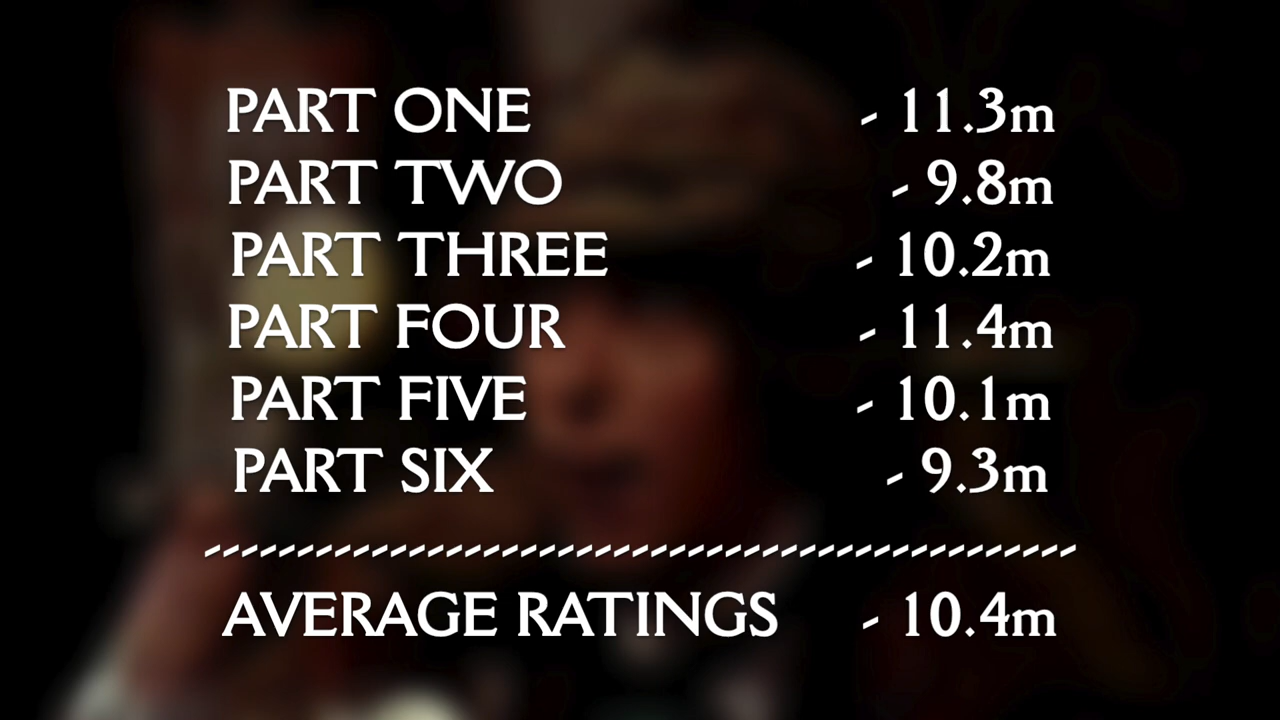 PART ONE - 11.3m
PART TWO - 9.8m
PART THREE - 10.2m
PART FOUR - 11.4m
PART FIVE - 10.1m
PART SIX - 9.3m
-----------------------------------------------
AVERAGE RATINGS - 10.4m